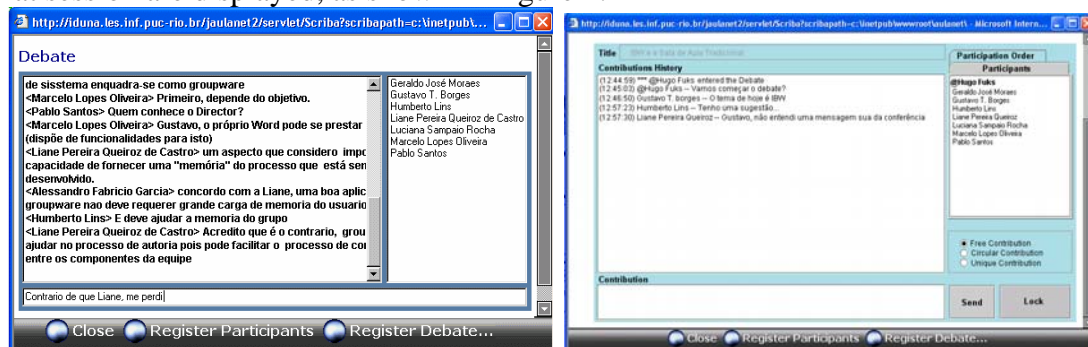 http://iduna.les.inf.puc-rio.br/jaulanet2/servlet/Scriba?scribapath=c:\inetpub\...
Debate
de sisstema enquadra-se como groupware
<Marcelo Lopes Oliveira> Primeiro, depende do objetivo.
<Pablo Santos> Quem conhece o Director?
<Marcelo Lopes Oliveira> Gustavo, o próprio Word pode se prestar
(dispõe de funcionalidades para isto)
<Liane Pereira Queiroz de Castro> um aspecto que considero impo
capacidade de fornecer uma "memória" do processo que está sen
desenvolvido.
<Alessandro Fabricio Garcia> concordo com a Liane, uma boa aplic
groupware nao deve requerer grande carga de memoria do usuario
<Humberto Lins> E deve ajudar a memoria do grupo
<Liane Pereira Queiroz de Castro> Acredito que é o contrario, grou
ajudar no processo de autoria pois pode facilitar o processo de co
entre os componentes da equipe
Geraldo José Moraes
Gustavo T. Borges
Humberto Lins
Liane Pereira Queiroz de Castro
Luciana Sampaio Rocha
Marcelo Lopes Oliveira
Pablo Santos
Contrario de que Liane, me perdi
Close Register Participants Register Debate...
http://iduna.les.inf.puc-rio.br/jaulanet2/servlet/Scriba?scribapath=c:\inetpub\wwwroot\aulanet\ - Microsoft Intern...
Title
Contributions History
(12:44:59) *** @Hugo Fuks entered the Debate
(12:45:03) @Hugo Fuks -- Vamos começar o debate?
(12:46:50) Gustavo T. borges -- O tema de hoje é IBW
(12:57:23) Humberto Lins -- Tenho uma sugestão...
(12:57:30) Liane Pereira Queiroz -- Gustavo, não entendi uma mensagem sua da conferência
Participation Order
Participants
@Hugo Fuks
Geraldo José Moraes
Gustavo T. Borges
Humberto Lins
Liane Pereira Queiroz
Luciana Sampaio Rocha
Marcelo Lopes Oliveira
Pablo Santos
Free Contribution
Circular Contribution
Unique Contribution
Contribution
Send Lock
Close Register Participants Register Debate...